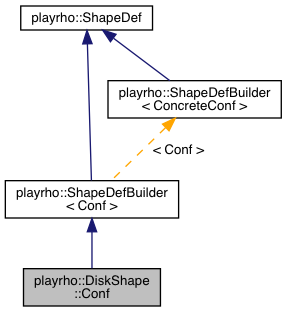 playrho::ShapeDef
playrho::ShapeDefBuilder
< ConcreteConf >
< Conf >
playrho::ShapeDefBuilder
< Conf >
playrho::DiskShape
::Conf